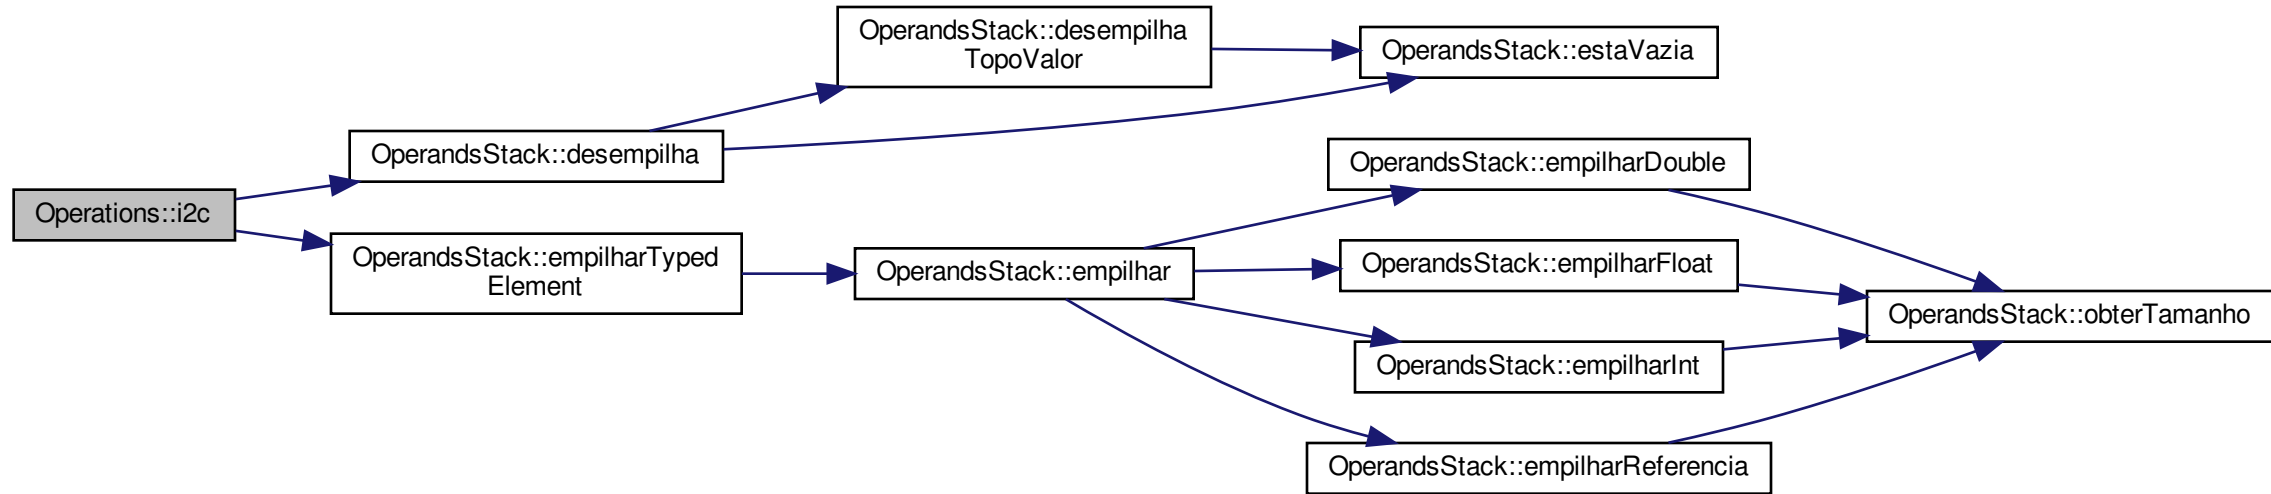 Operations::i2c
OperandsStack::desempilha
OperandsStack::empilharTyped
Element
OperandsStack::desempilha
TopoValor
OperandsStack::empilhar
OperandsStack::estaVazia
OperandsStack::empilharDouble
OperandsStack::empilharFloat
OperandsStack::empilharInt
OperandsStack::empilharReferencia
OperandsStack::obterTamanho